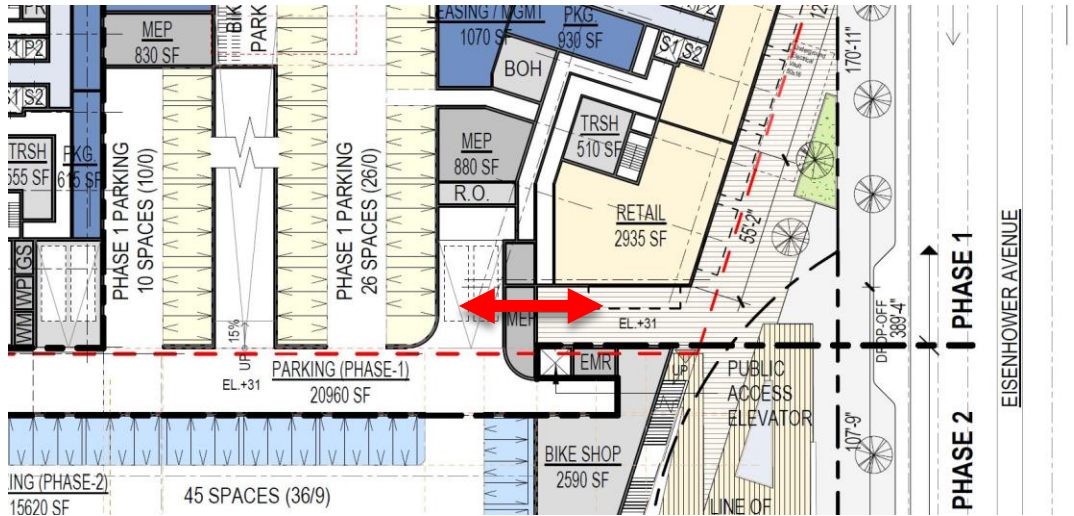 PR
P1 P2
MEP
830 SF
BIKE
PARK
LEASING / MGMT
1070 SF
PKG.
930 SF
BOH
S1
S2
S1 S2
TRSH
555 SF
PKG.
615 SF
PHASE 1 PARKING
10 SPACES (10/0)
PHASE 1 PARKING
26 SPACES (26/0)
MEP
880 SF
R.O.
TRSH
510 SF
RETAIL
2935 SF
170-11"
55'-2"
GS
WP
WM
UP 15%
EL.+31
PARKING (PHASE-1)
20960 SF
MEP
EL.+31
EMR
UP
PUBLIC
ACCESS
ELEVATOR
DROP-OFF
389'-4"
107'-9"
PHASE 1
PHASE 2
EISENHOWER AVENUE
BIKE SHOP
2590 SF
ING (PHASE-2)
15620 SF
45 SPACES (36/9)
LINE OF